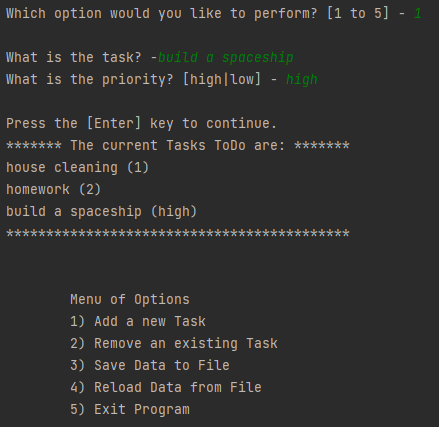 Which option would you like to perform? [1 to 5] - 1
What is the task? -build a spaceship
What is the priority? [high|low] - high
Press the [Enter] key to continue.
******* The current Tasks ToDo are: *******
house cleaning (1)
homework (2)
build a spaceship (high)
*******************************************
Menu of Options
1) Add a new Task
2) Remove an existing Task
3) Save Data to File
4) Reload Data from File
5) Exit Program